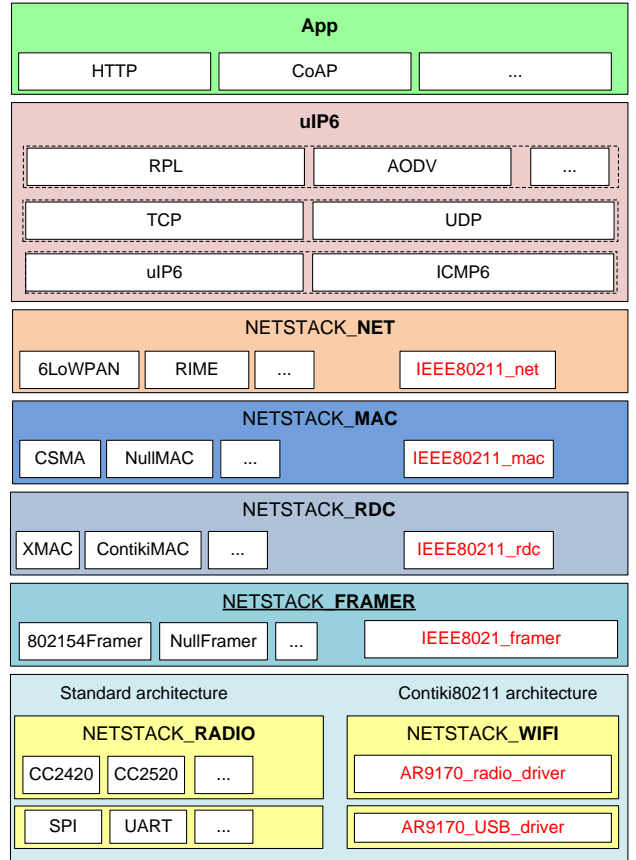 App
HTTP CoAP ...
uIP6
RPL AODV ...
TCP UDP
uIP6 ICMP6
NETSTACK_NET
6LoWPAN RIME ... IEEE80211_net
NETSTACK_MAC
CSMA NullMAC ... IEEE80211_mac
NETSTACK_RDC
XMAC ContikiMAC ... IEEE80211_rdc
NETSTACK_FRAMER
802154Framer NullFramer ... IEEE8021_framer
Standard architecture Contiki80211 architecture
NETSTACK_RADIO NETSTACK_WIFI
CC2420 CC2520 ... AR9170_radio_driver
SPI UART ... AR9170_USB_driver